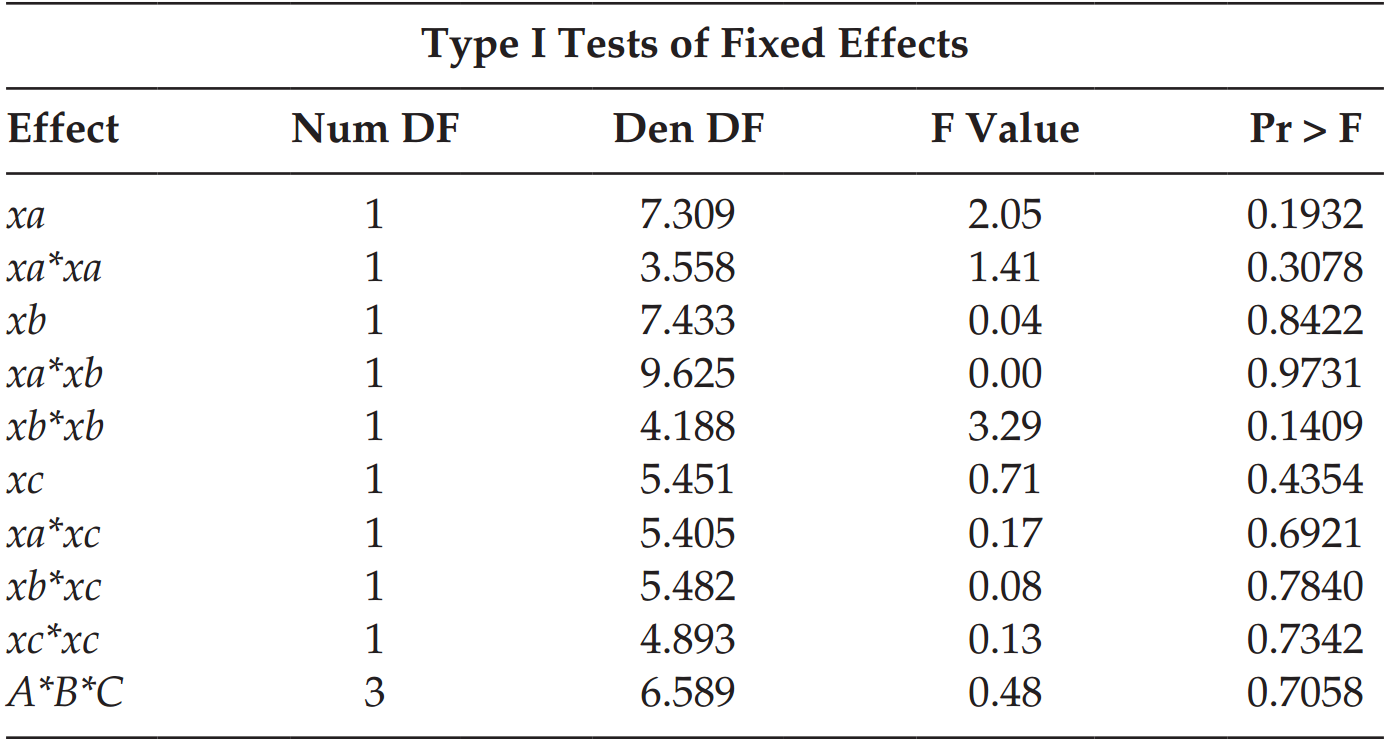 Type I Tests of Fixed Effects
Effect Num DF Den DF F Value Pr > F
xa 1 7.309 2.05 0.1932
xa*xa 1 3.558 1.41 0.3078
xb 1 7.433 0.04 0.8422
xa*xb 1 9.625 0.00 0.9731
xb*xb 1 4.188 3.29 0.1409
xc 1 5.451 0.71 0.4354
xa*xc 1 5.405 0.17 0.6921
xb*xc 1 5.482 0.08 0.7840
xc*xc 1 4.893 0.13 0.7342
A*B*C 3 6.589 0.48 0.7058